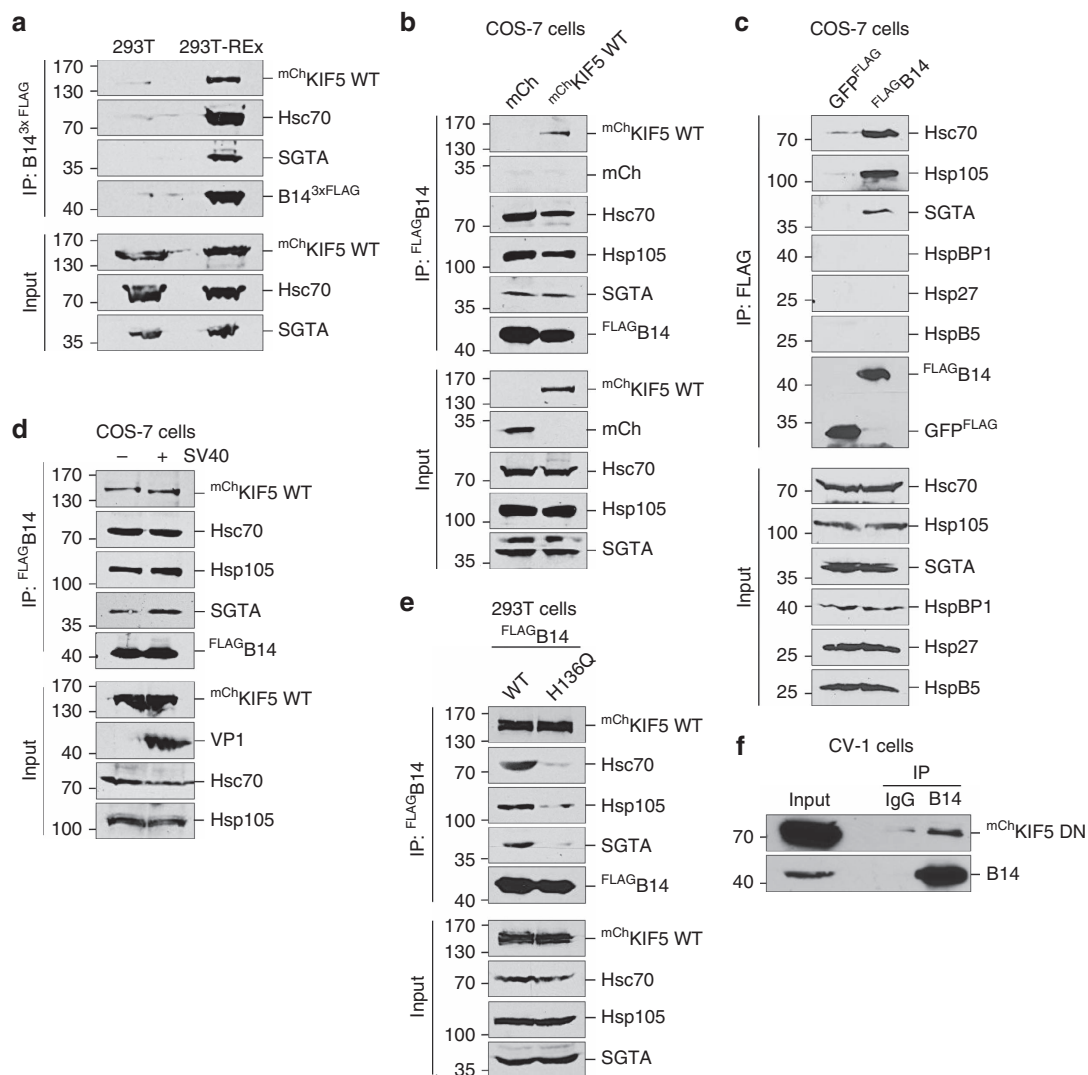 a
293T 293T-REx
IP: B14 3x FLAG
170
130
mChKIF5 WT
70
Hsc70
35
SGTA
40
B14 3xFLAG
Input
170
130
mChKIF5 WT
70
Hsc70
35
SGTA
b
COS-7 cells
mCh mChKIF5 WT
IP: FLAGB14
170
130
mChKIF5 WT
35
mCh
70
Hsc70
100
Hsp105
35
SGTA
40
FLAGB14
Input
170
130
mChKIF5 WT
35
mCh
70
Hsc70
100
Hsp105
35
SGTA
c
COS-7 cells
GFPFLAG FLAGB14
IP: FLAG
70
Hsc70
100
Hsp105
35
SGTA
40
HspBP1
25
Hsp27
25
HspB5
40
FLAGB14
35
GFPFLAG
Input
70
Hsc70
100
Hsp105
35
SGTA
40
HspBP1
25
Hsp27
25
HspB5
d
COS-7 cells
– + SV40
IP: FLAGB14
170
130
mChKIF5 WT
70
Hsc70
100
Hsp105
35
SGTA
40
FLAGB14
Input
170
130
mChKIF5 WT
40
VP1
70
Hsc70
100
Hsp105
e
293T cells
FLAGB14
WT H136Q
IP: FLAGB14
170
130
mChKIF5 WT
70
Hsc70
100
Hsp105
35
SGTA
40
FLAGB14
Input
170
130
mChKIF5 WT
70
Hsc70
100
Hsp105
35
SGTA
f
CV-1 cells
IP
Input IgG B14
70
mChKIF5 DN
40
B14